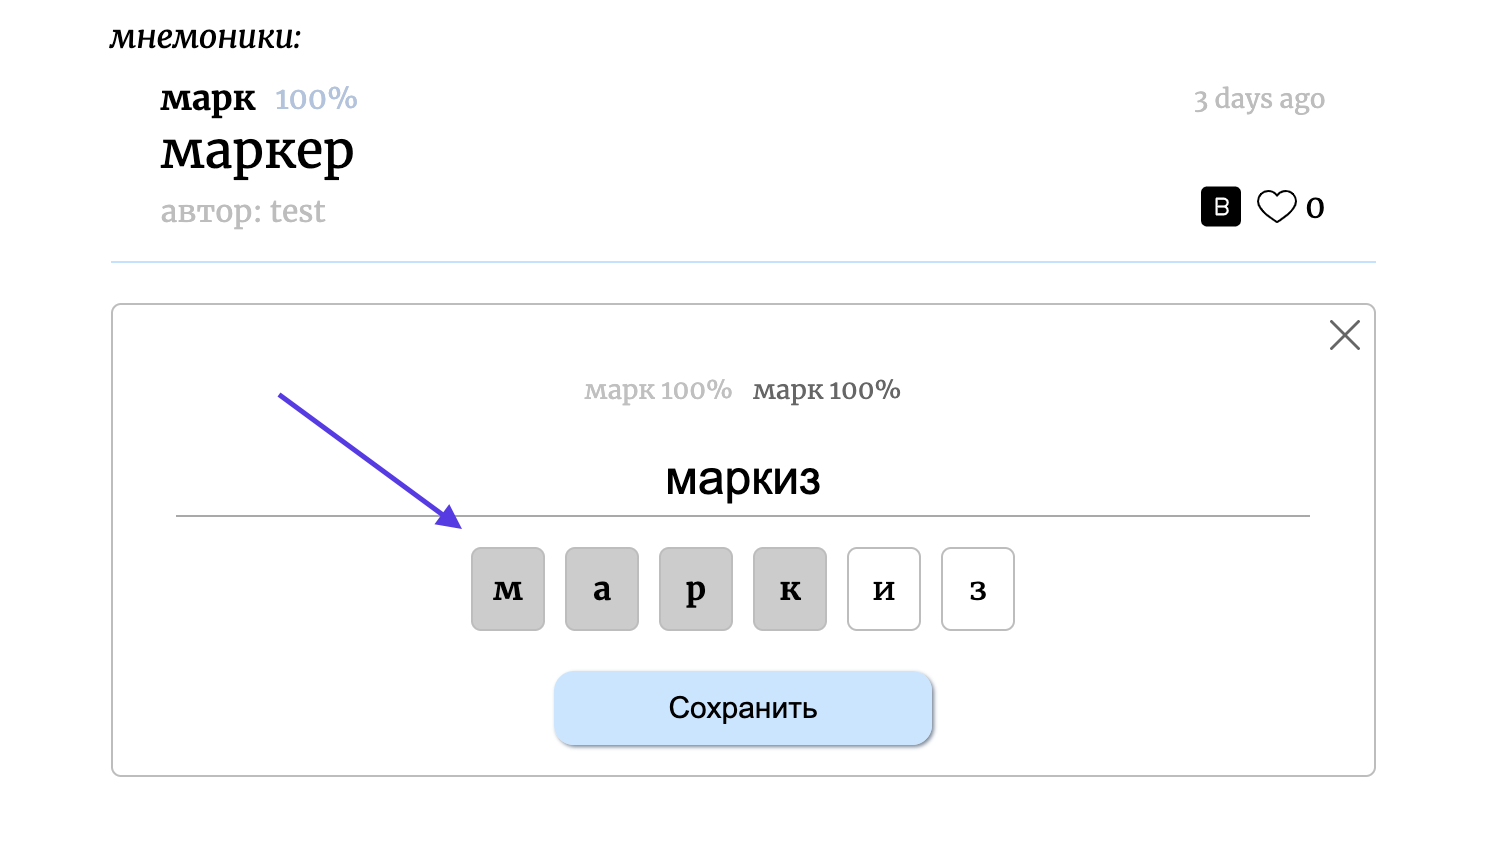 мнемоники:
марк 100% 3 days ago
маркер
автор: test B 0
марк 100% марк 100%
маркиз
м а р к и з
Сохранить